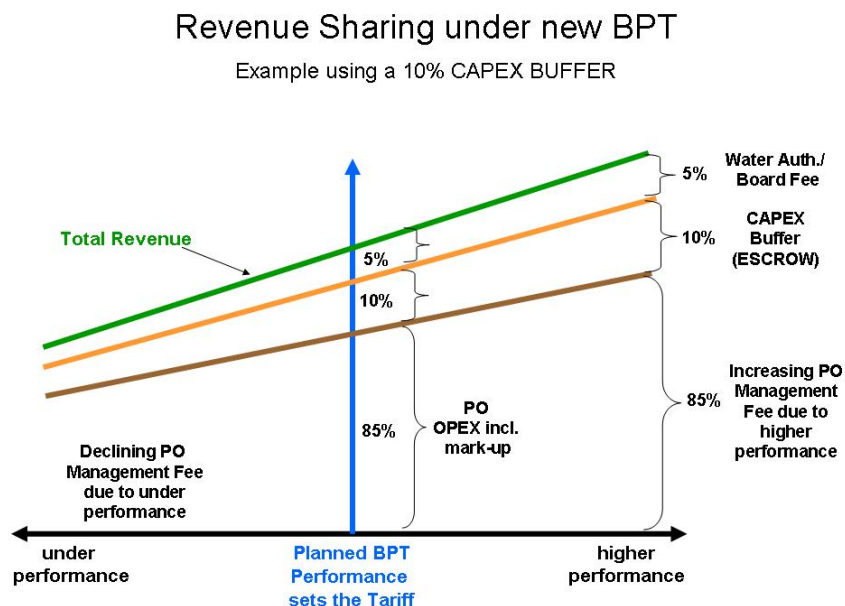 Revenue Sharing under new BPT
Example using a 10% CAPEX BUFFER
Total Revenue
5%
10%
85%
PO
OPEX incl.
mark-up
5%
Water Auth./
Board Fee
10%
CAPEX
Buffer
(ESCROW)
85%
Increasing PO
Management
Fee due to
higher
performance
Declining PO
Management Fee
due to under
performance
under
performance
Planned BPT
Performance
sets the Tariff
higher
performance